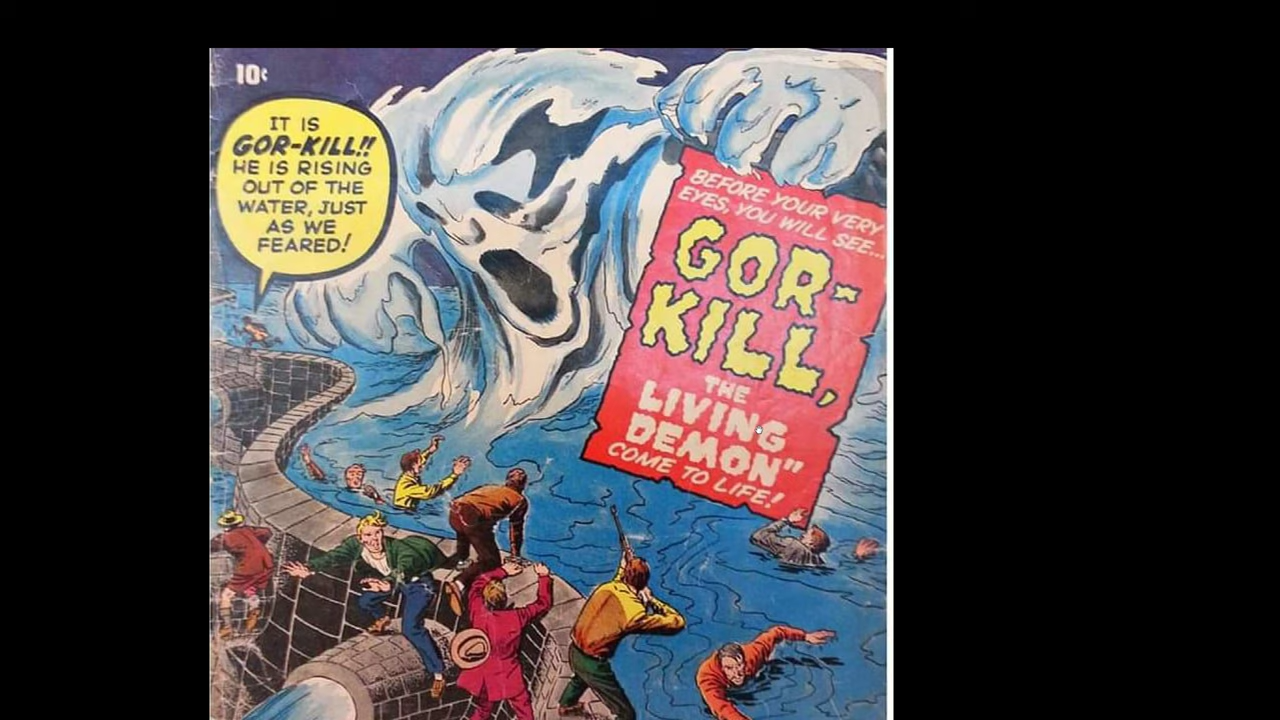 10¢
IT IS
GOR-KILL!!
HE IS RISING
OUT OF THE
WATER, JUST
AS WE
FEARED!
BEFORE YOUR VERY
EYES, YOU WILL SEE...
GOR-
KILL,
THE
LIVING
DEMON"
COME TO LIFE!